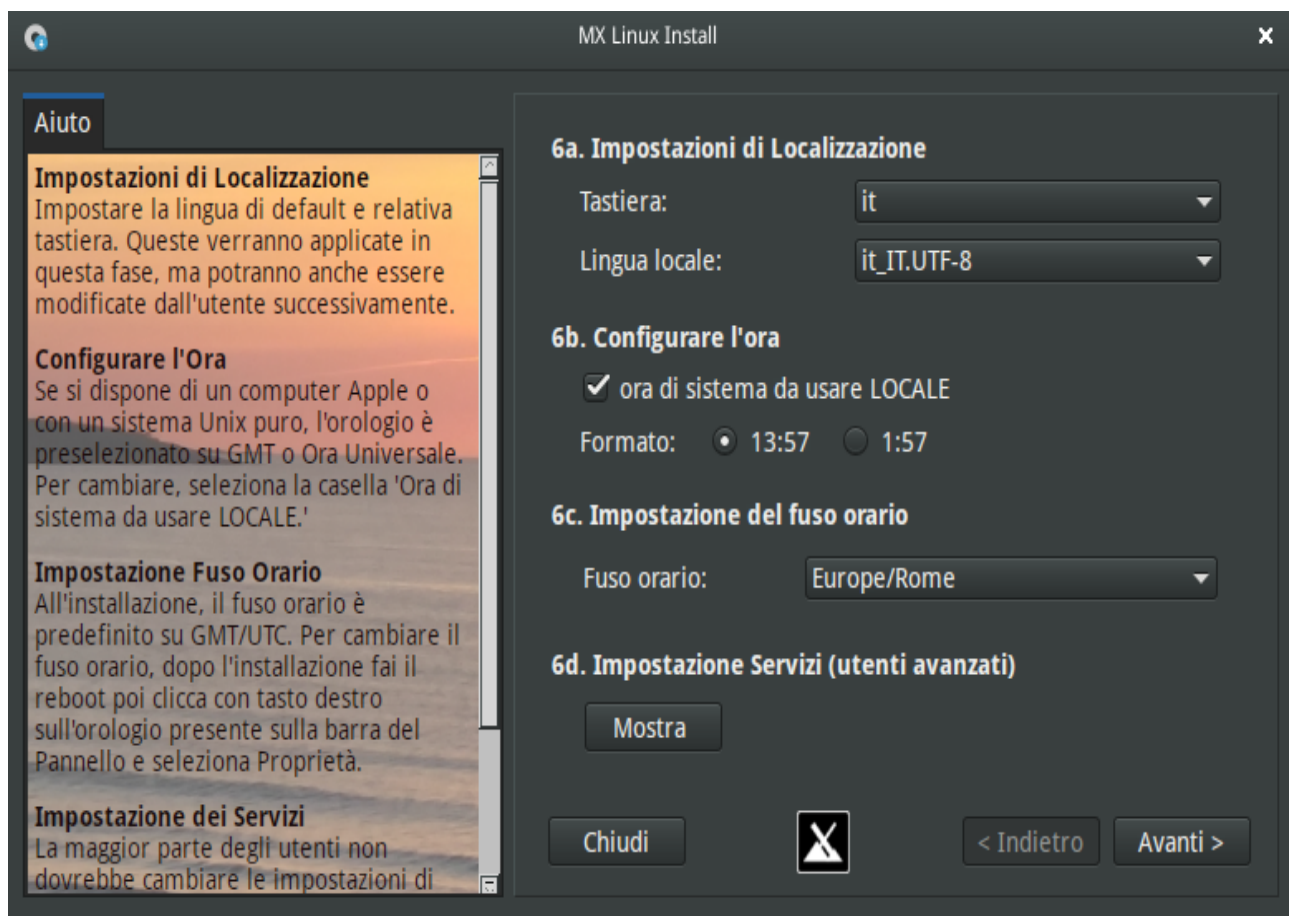 MX Linux Install
Aiuto
Impostazioni di Localizzazione
Impostare la lingua di default e relativa
tastiera. Queste verranno applicate in
questa fase, ma potranno anche essere
modificate dall'utente successivamente.
Configurare l'Ora
Se si dispone di un computer Apple o
con un sistema Unix puro, l'orologio è
preselezionato su GMT o Ora Universale.
Per cambiare, seleziona la casella 'Ora di
sistema da usare LOCALE.'
Impostazione Fuso Orario
All'installazione, il fuso orario è
predefinito su GMT/UTC. Per cambiare il
fuso orario, dopo l'installazione fai il
reboot poi clicca con tasto destro
sull'orologio presente sulla barra del
Pannello e seleziona Proprietà.
Impostazione dei Servizi
La maggior parte degli utenti non
dovrebbe cambiare le impostazioni di
6a. Impostazioni di Localizzazione
Tastiera: it
Lingua locale: it_IT.UTF-8
6b. Configurare l'ora
ora di sistema da usare LOCALE
Formato: 13:57 1:57
6c. Impostazione del fuso orario
Fuso orario: Europe/Rome
6d. Impostazione Servizi (utenti avanzati)
Mostra
Chiudi < Indietro Avanti >